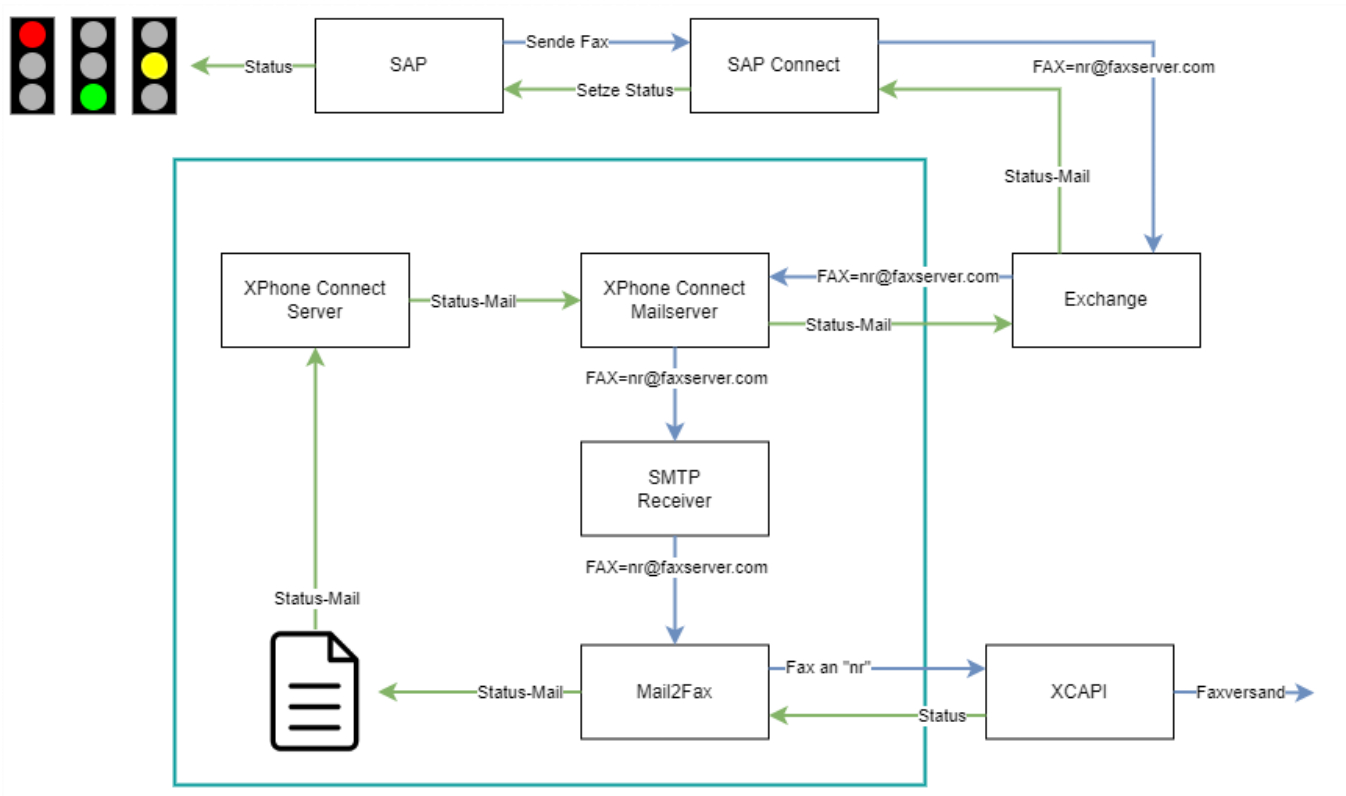 Sende Fax
SAP
SAP Connect
Status
FAX=nr@faxserver.com
Setze Status
Status-Mail
FAX=nr@faxserver.com
XPhone Connect
Server
XPhone Connect
Mailserver
Exchange
Status-Mail
Status-Mail
FAX=nr@faxserver.com
SMTP
Receiver
FAX=nr@faxserver.com
Status-Mail
Fax an "nr"
Status-Mail
Mail2Fax
XCAPI
Faxversand
Status